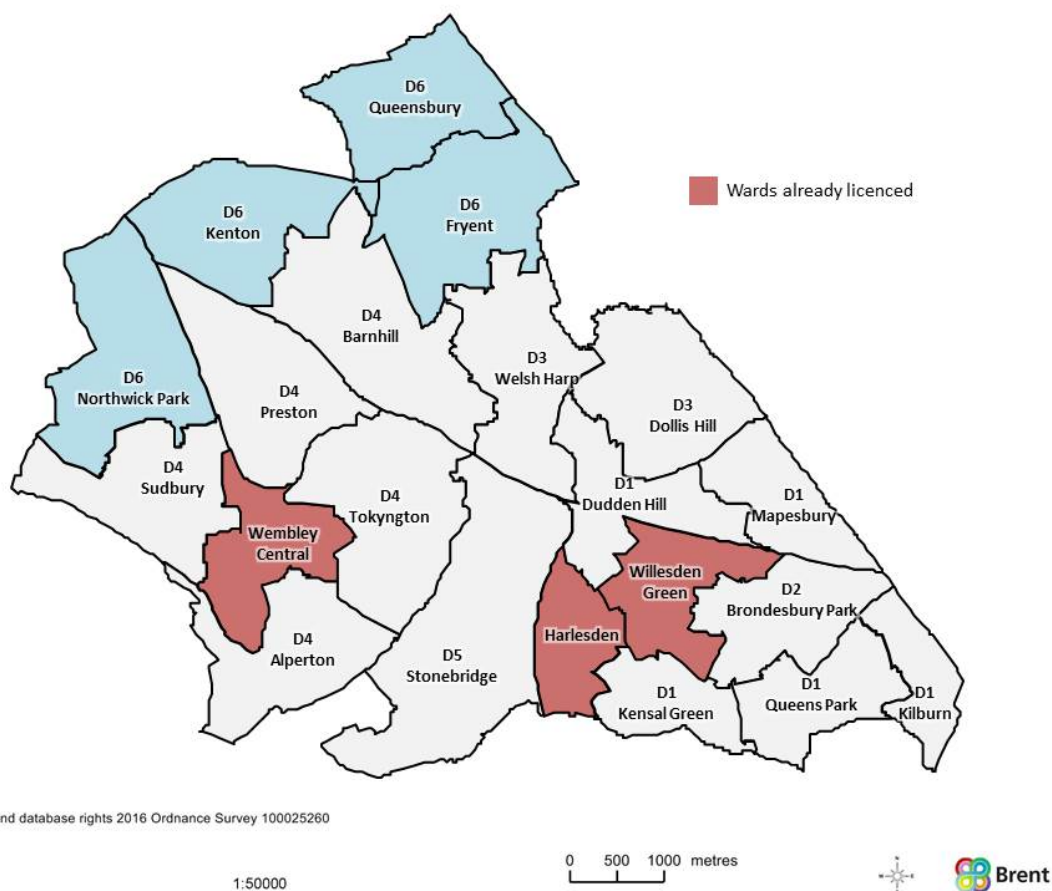 D6
Queensbury
Wards already licenced
D6
Kenton
D6
Fryent
D4
Barnhill
D3
Welsh Harp
D6
Northwick Park
D4
Preston
D3
Dollis Hill
D4
Sudbury
D4
Tokyngton
D1
Dudden Hill
D1
Mapesbury
Wembley
Central
Willesden
Green
D2
Brondesbury Park
Harlesden
D4
Alperton
D5
Stonebridge
D1
Kensal Green
D1
Queens Park
D1
Kilburn
nd database rights 2016 Ordnance Survey 100025260
1:50000
0 500 1000 metres
Brent